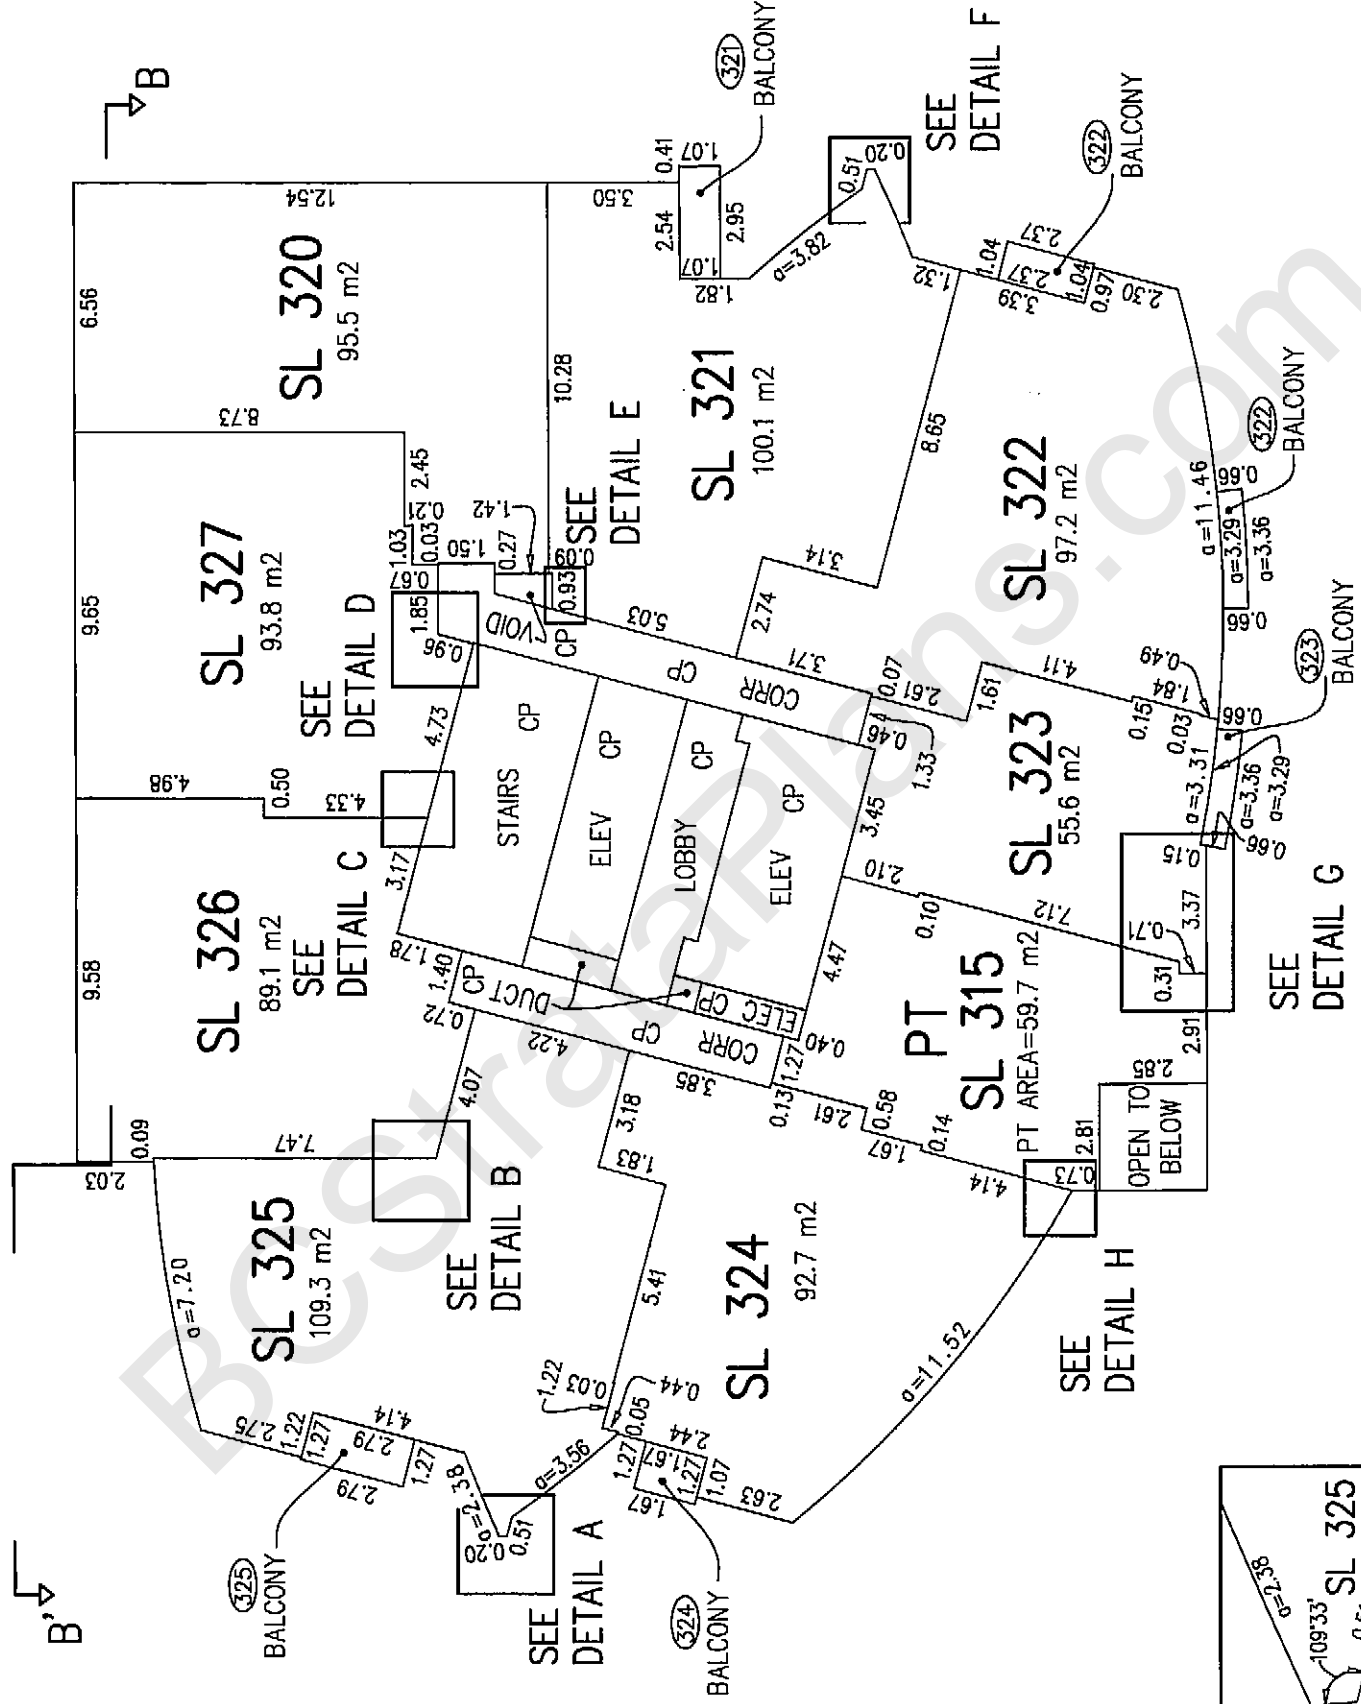 B'
B
325
BALCONY
2.75
1.22
1.27
2.79
2.79
4.14
1.27
a=2.38
0.20
0.51
a=3.56
SEE
DETAIL A
324
BALCONY
a=7.20
SL 325
109.3 m2
2.03
0.09
7.47
SEE
DETAIL B
9.58
SL 326
89.1 m2
SEE
DETAIL C
4.98
0.50
4.33
3.17
1.78
1.40
0.72
4.07
9.65
SL 327
93.8 m2
SEE
DETAIL D
4.73
0.96
1.85
0.67
1.03
0.03
0.21
2.45
8.73
6.56
SL 320
95.5 m2
12.54
10.28
1.50
0.27
1.42
VOID
CP
0.93
0.09
SEE
DETAIL E
3.50
0.41
1.07
2.54
2.95
1.07
1.82
321
BALCONY
SL 321
100.1 m2
a=3.82
0.51
0.20
SEE
DETAIL F
1.32
8.65
3.14
2.74
5.03
3.71
CP
CORR
STAIRS
CP
ELEV
CP
LOBBY
CP
ELEV
CP
DUCT
CP
CP
CORR
ELEC CP
4.22
3.85
3.18
1.83
5.41
1.22
0.03
0.44
0.05
1.27
1.67
2.44
1.27
1.67
1.07
2.63
SL 324
92.7 m2
a=11.52
0.13
1.27
0.40
2.61
0.58
1.67
0.14
4.14
0.73
SEE
DETAIL H
4.47
3.45
0.46
1.33
0.07
2.61
1.61
4.11
0.15
1.84
0.03
0.49
PT
SL 315
PT AREA=59.7 m2
2.10
0.10
7.12
0.71
0.31
2.81
2.85
2.91
OPEN TO
BELOW
3.37
0.15
SEE
DETAIL G
SL 323
55.6 m2
a=3.31
a=3.36
a=3.29
0.66
0.66
323
BALCONY
SL 322
97.2 m2
1.04
2.37
2.37
3.39
1.04
0.97
2.30
322
BALCONY
a=11.46
0.66
a=3.29
a=3.36
0.66
322
BALCONY
a=2.38
109°33'
SL 325
BCStrataPlans.com